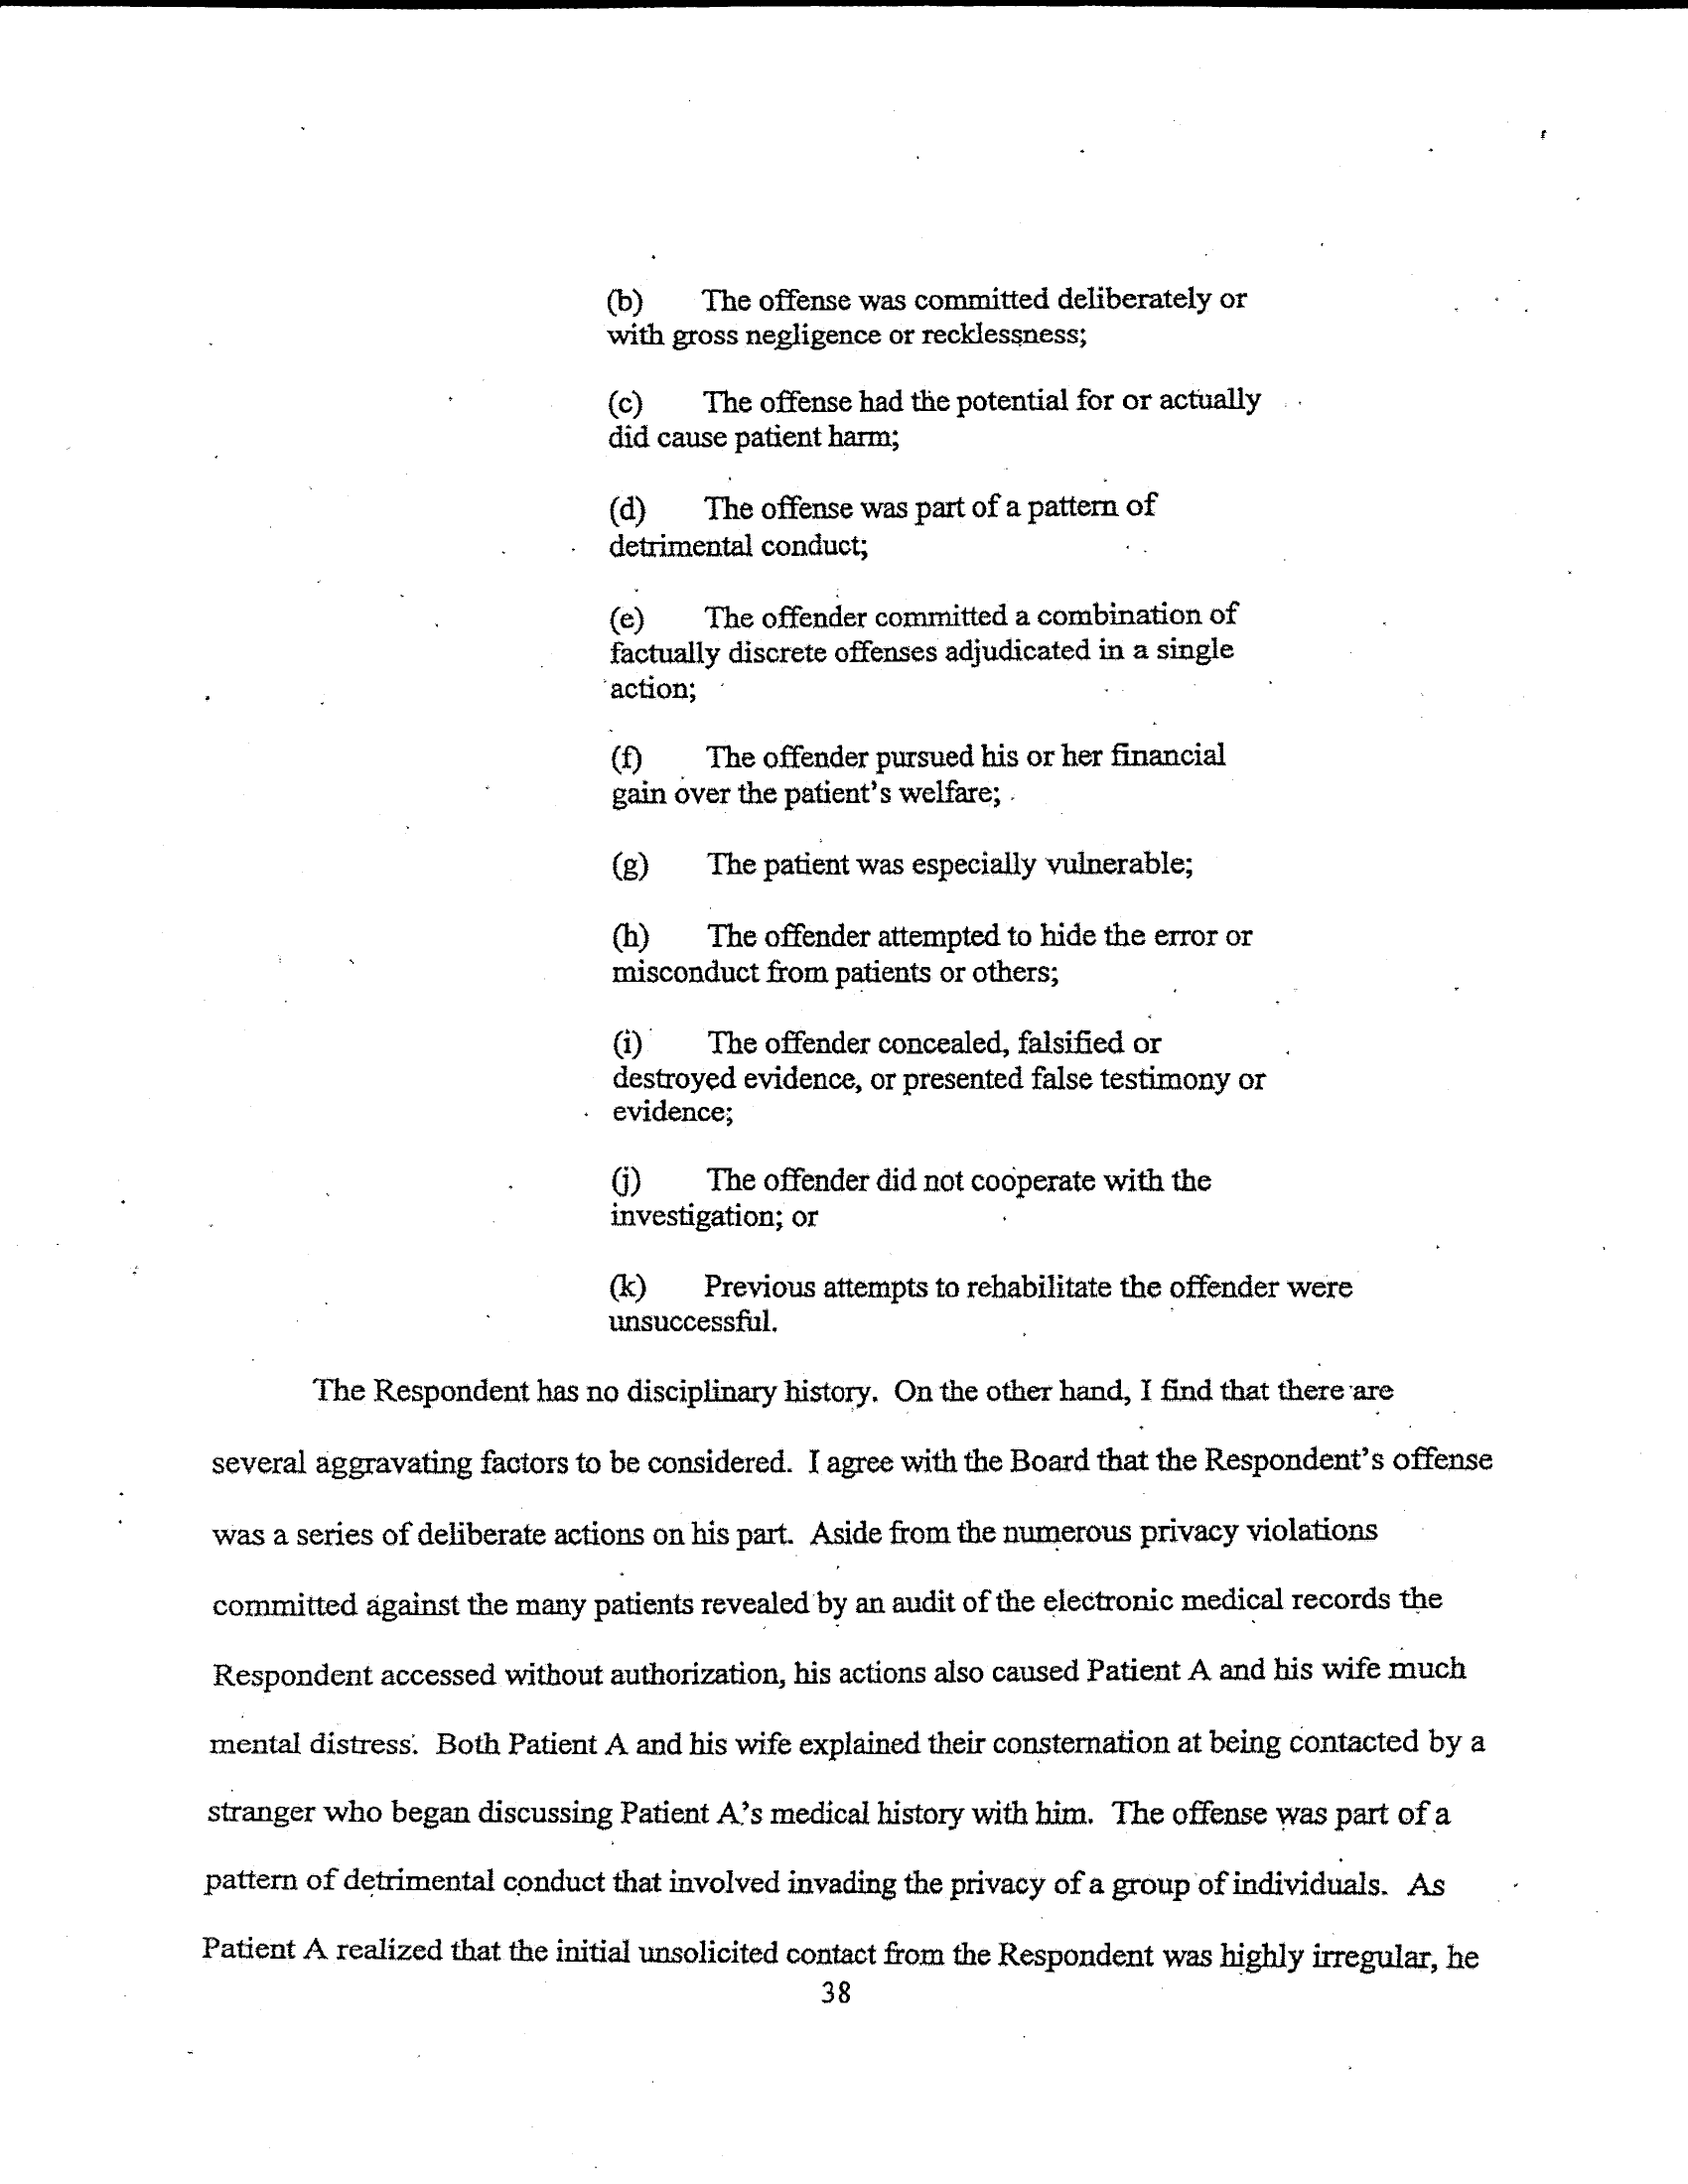 (b) The offense was committed deliberately or
with gross negligence or recklessness;
(c) The offense had the potential for or actually
did cause patient harm;
(d) The offense was part of a pattern of
detrimental conduct;
(e) The offender committed a combination of
factually discrete offenses adjudicated in a single
action;
(f) The offender pursued his or her financial
gain over the patient's welfare;
(g) The patient was especially vulnerable;
(h) The offender attempted to hide the error or
misconduct from patients or others;
(i) The offender concealed, falsified or
destroyed evidence, or presented false testimony or
evidence;
(j) The offender did not cooperate with the
investigation; or
(k) Previous attempts to rehabilitate the offender were
unsuccessful.
The Respondent has no disciplinary history. On the other hand, I find that there are
several aggravating factors to be considered. I agree with the Board that the Respondent's offense
was a series of deliberate actions on his part. Aside from the numerous privacy violations
committed against the many patients revealed by an audit of the electronic medical records the
Respondent accessed without authorization, his actions also caused Patient A and his wife much
mental distress. Both Patient A and his wife explained their consternation at being contacted by a
stranger who began discussing Patient A's medical history with him. The offense was part of a
pattern of detrimental conduct that involved invading the privacy of a group of individuals. As
Patient A realized that the initial unsolicited contact from the Respondent was highly irregular, he
38